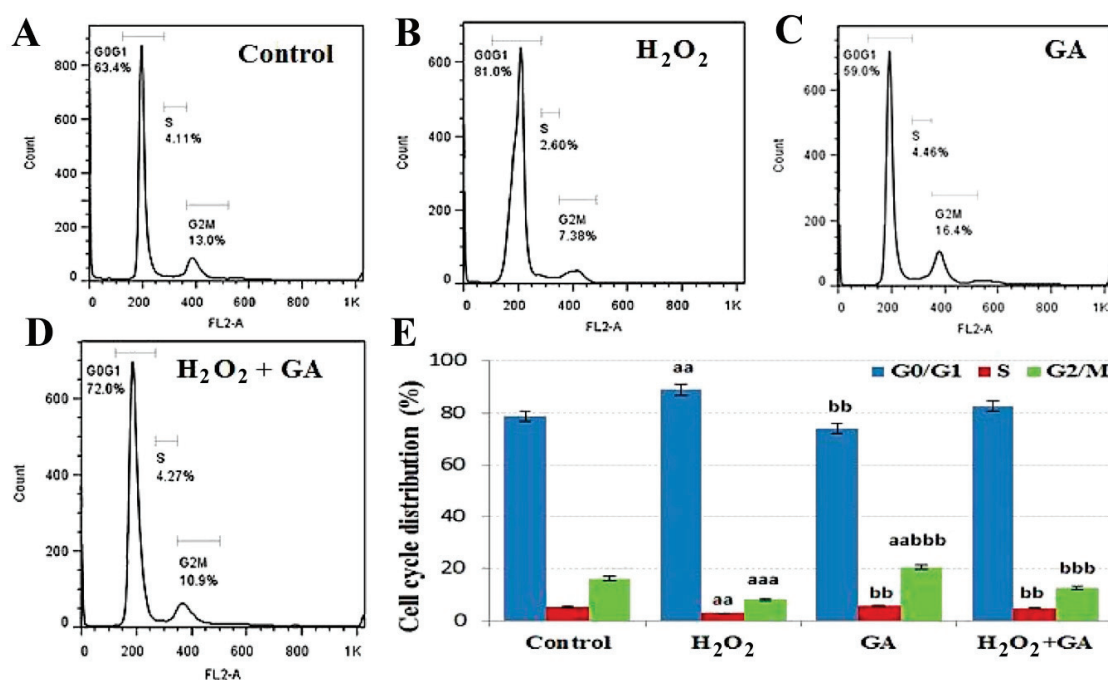 A
Control
G0G1
63.4%
S
4.11%
G2M
13.0%
Count
800
600
400
200
0
0 200 400 600 800 1K
FL2-A
B
H₂O₂
G0G1
81.0%
S
2.60%
G2M
7.38%
Count
600
400
200
0
0 200 400 600 800 1K
FL2-A
C
GA
G0G1
59.0%
S
4.46%
G2M
16.4%
Count
600
400
200
0
0 200 400 600 800 1K
FL2-A
D
H₂O₂ + GA
G0G1
72.0%
S
4.27%
G2M
10.9%
Count
600
400
200
0
0 200 400 600 800 1K
FL2-A
E
G0/G1 S G2/M
Cell cycle distribution (%)
100
80
60
40
20
0
aa
aa
aaa
bb
bb
aabbb
bb
bbb
Control H₂O₂ GA H₂O₂+GA